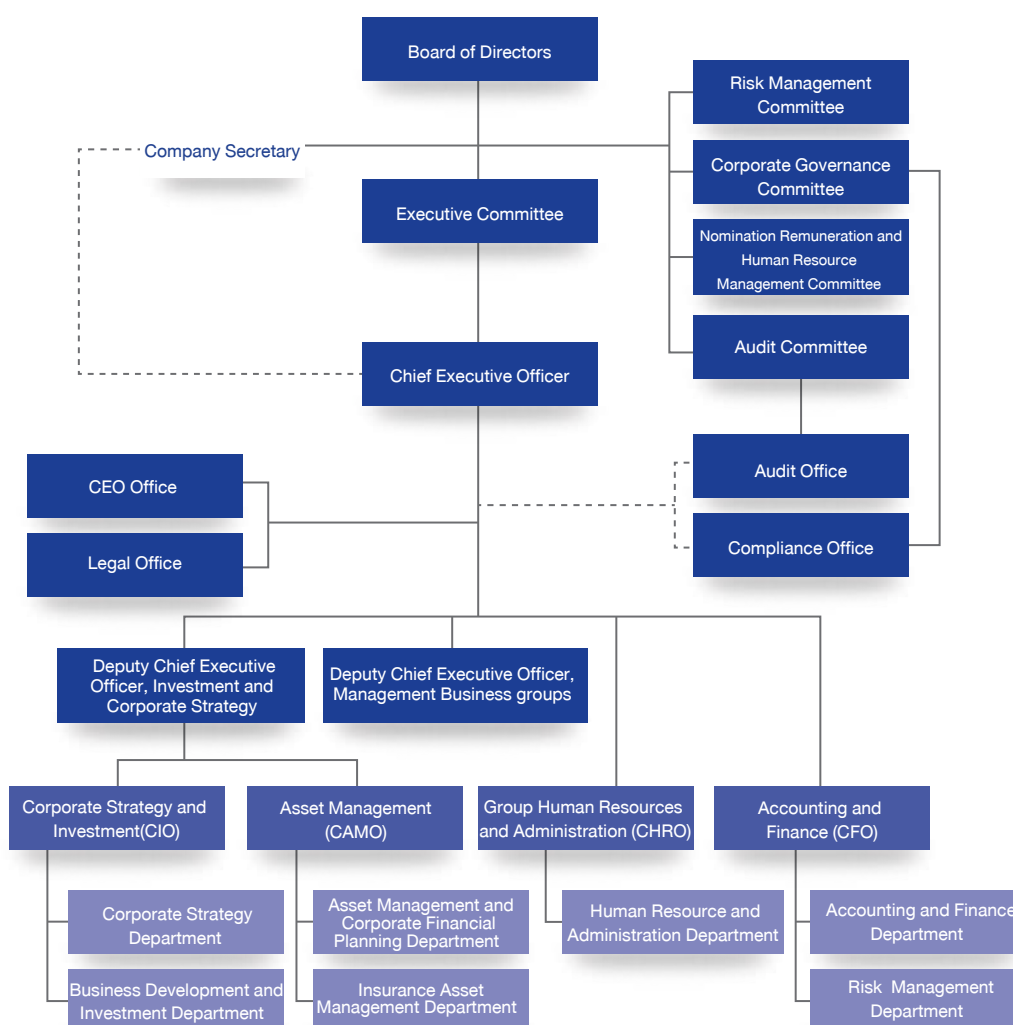 Board of Directors
Risk Management
Committee
Company Secretary
Corporate Governance
Committee
Executive Committee
Nomination Remuneration and
Human Resource
Management Committee
Audit Committee
Chief Executive Officer
Audit Office
CEO Office
Compliance Office
Legal Office
Deputy Chief Executive
Officer, Investment and
Corporate Strategy
Deputy Chief Executive Officer,
Management Business groups
Corporate Strategy and
Investment(CIO)
Asset Management
(CAMO)
Group Human Resources
and Administration (CHRO)
Accounting and
Finance (CFO)
Corporate Strategy
Department
Asset Management and
Corporate Financial
Planning Department
Human Resource and
Administration Department
Accounting and Finance
Department
Business Development and
Investment Department
Insurance Asset
Management Department
Risk Management
Department